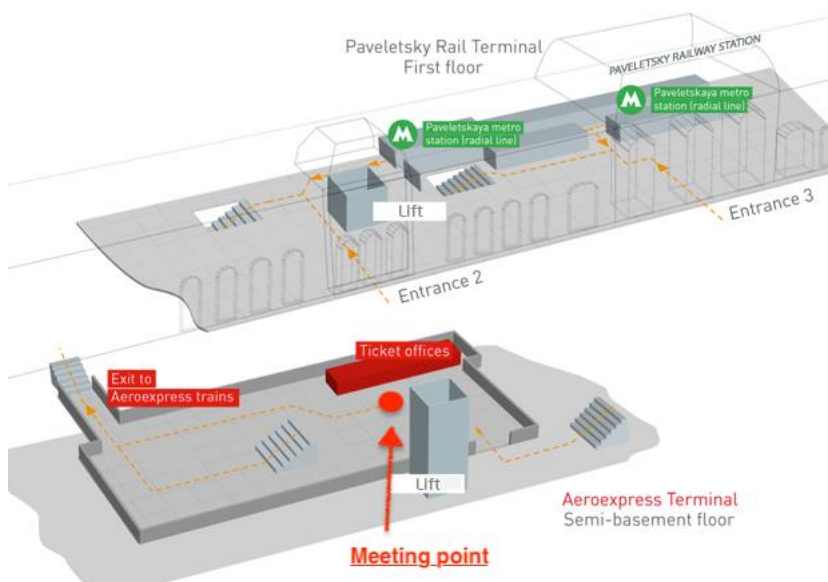 Paveletsky Rail Terminal
First floor
PAVELETSKY RAILWAY STATION
Paveletskaya metro
station (radial line)
Paveletskaya metro
station (radial line)
Lift
Entrance 3
Entrance 2
Ticket offices
Exit to
Aeroexpress trains
Lift
Aeroexpress Terminal
Semi-basement floor
Meeting point